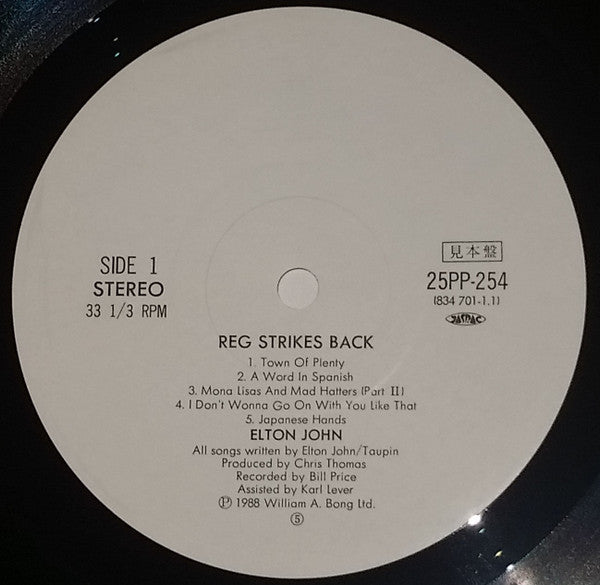 SIDE 1
STEREO
33 1/3 RPM
見本盤
25PP-254
(834 701-1.1)
JASRAC
REG STRIKES BACK
1. Town Of Plenty
2. A Word In Spanish
3. Mona Lisas And Mad Hatters (Part II)
4. I Don't Wonna Go On With You Like That
5. Japanese Hands
ELTON JOHN
All songs written by Elton John/Taupin
Produced by Chris Thomas
Recorded by Bill Price
Assisted by Karl Lever
Ⓟ 1988 William A. Bong Ltd.
⑤